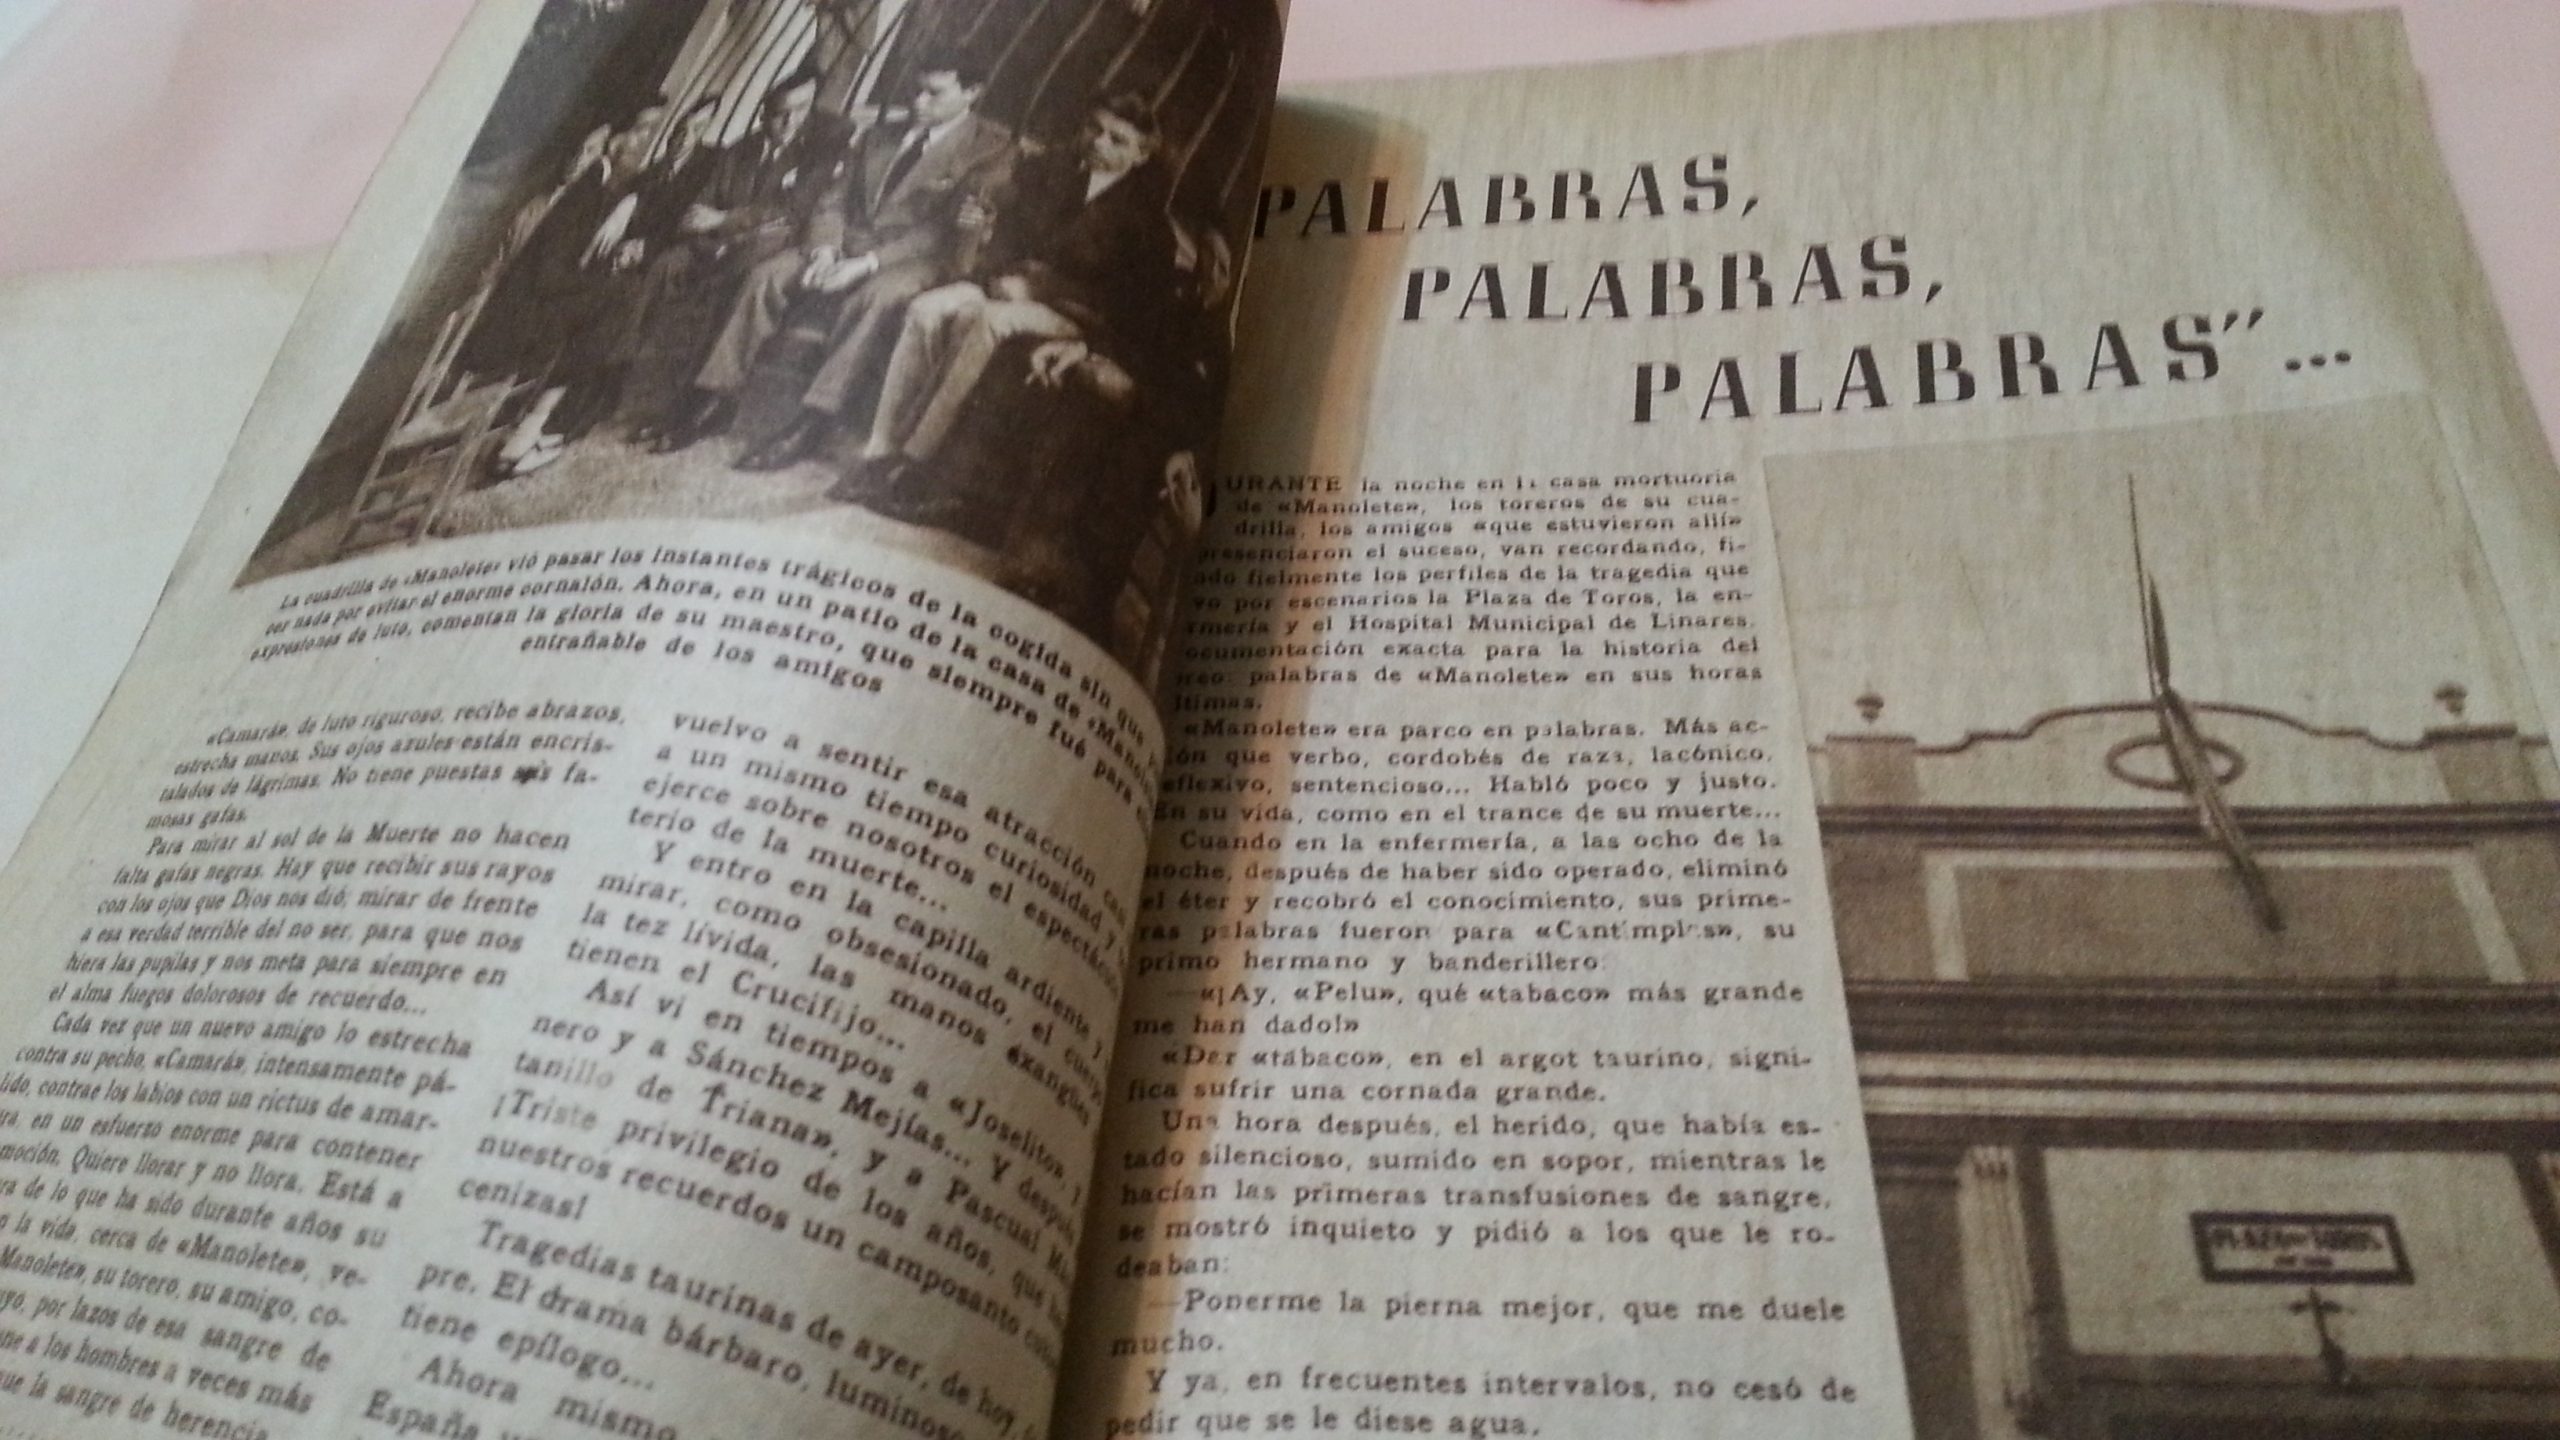 La cuadrilla de «Manolete» vió pasar los instantes trágicos de la cogida sin que
cer nada por evitar el enorme cornalón. Ahora, en un patio de la casa de
expresiones de luto, comentan la gloria de su maestro, que siempre fué para
entrañable de los amigos
«Camará», de luto riguroso, recibe abrazos,
estrecha manos. Sus ojos azules están encris-
talados de lágrimas. No tiene puestas sus fa-
mosas gafas.
Para mirar al sol de la Muerte no hacen
falta gafas negras. Hay que recibir sus rayos
con los ojos que Dios nos dió; mirar de frente
a esa verdad terrible del no ser, para que nos
hiera las pupilas y nos meta para siempre en
el alma fuegos dolorosos de recuerdo...
Cada vez que un nuevo amigo lo estrecha
contra su pecho, «Camará», intensamente pá-
lido, contrae los labios con un rictus de amar-
en un esfuerzo enorme para contener
moción. Quiere llorar y no llora. Está a
de lo que ha sido durante años su
la vida, cerca de «Manolete», ve-
Manolete», su torero, su amigo, co-
por lazos de esa sangre de
a los hombres a veces más
que la sangre de herencia
vuelvo a sentir esa atracción
a un mismo tiempo curiosidad y
ejerce sobre nosotros el espectáculo
terio de la muerte...
Y entro en la capilla ardiente y
mirar, como obsesionado, el cuerpo
la tez lívida, las manos exangües
tienen el Crucifijo...
Así vi en tiempos a «Joselito»,
nero y a Sánchez Mejías... Y después
tanillo de Triana», y a Pascual
¡Triste privilegio de los años, que
nuestros recuerdos un camposanto
cenizas!
Tragedias taurinas de ayer, de hoy,
pre. El drama bárbaro, luminoso
tiene epílogo...
Ahora mismo
España
PALABRAS,
PALABRAS,
PALABRAS"...
URANTE la noche en la casa mortuoria
de «Manolete», los toreros de su cua-
drilla, los amigos «que estuvieron allí»
presenciaron el suceso, van recordando, fi-
fielmente los perfiles de la tragedia que
vo por escenarios la Plaza de Toros, la en-
rmería y el Hospital Municipal de Linares.
ocumentación exacta para la historia del
palabras de «Manolete» en sus horas
ltimas.
«Manolete» era parco en palabras. Más ac-
ión que verbo, cordobés de raza, lacónico,
eflexivo, sentencioso... Habló poco y justo.
En su vida, como en el trance de su muerte...
Cuando en la enfermería, a las ocho de la
noche, después de haber sido operado, eliminó
el éter y recobró el conocimiento, sus prime-
ras palabras fueron para «Cantimplas», su
primo hermano y banderillero:
—«¡Ay, «Pelu», qué «tabaco» más grande
me han dado!»
«Dar «tabaco», en el argot taurino, signi-
fica sufrir una cornada grande.
Una hora después, el herido, que había es-
tado silencioso, sumido en sopor, mientras le
hacían las primeras transfusiones de sangre,
se mostró inquieto y pidió a los que le ro-
deaban:
—Ponerme la pierna mejor, que me duele
mucho.
Y ya, en frecuentes intervalos, no cesó de
pedir que se le diese agua.
PLAZA DE TOROS